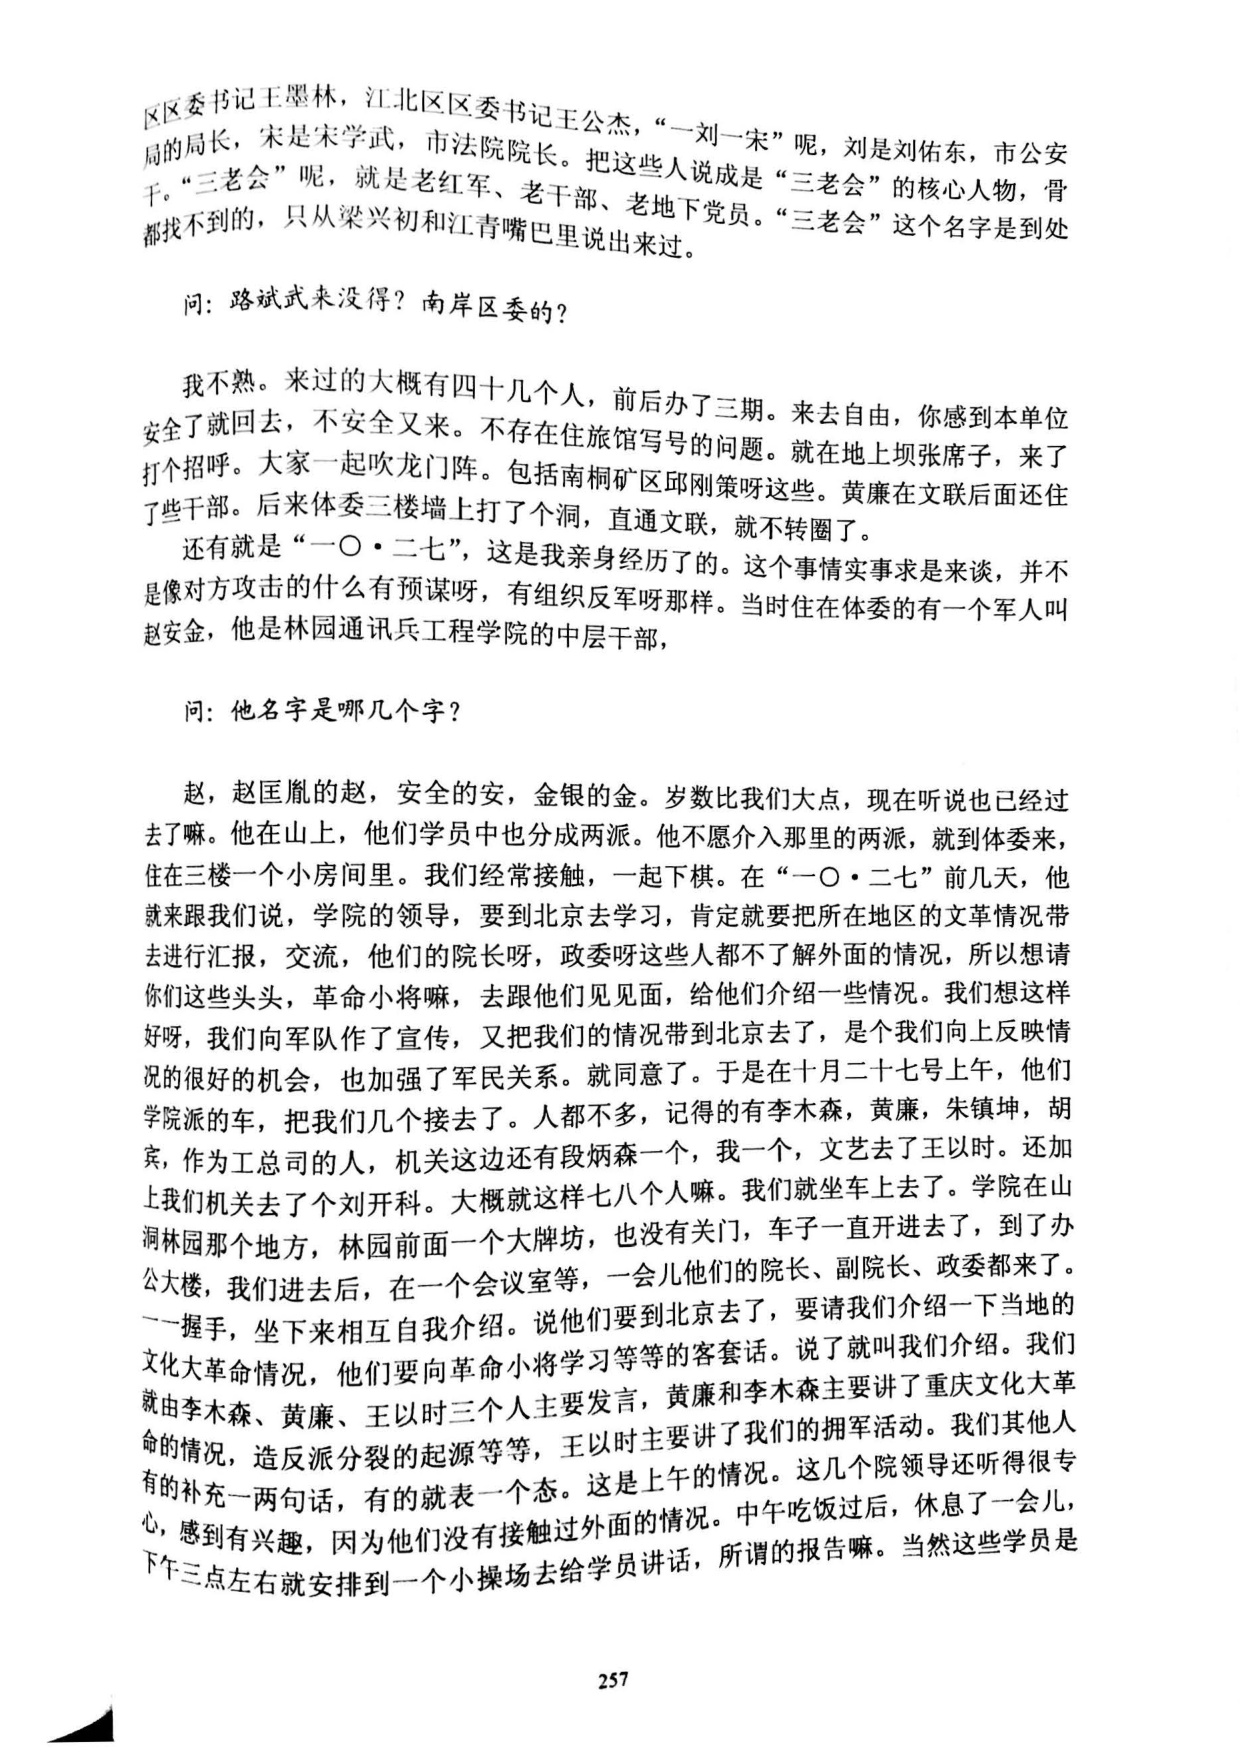 区区委书记王墨林，江北区区委书记王公杰，“一刘一宋”呢，刘是刘佑东，市公安
局的局长，宋是宋学武，市法院院长。把这些人说成是“三老会”的核心人物，骨
干。“三老会”呢，就是老红军、老干部、老地下党员。“三老会”这个名字是到处
都找不到的，只从梁兴初和江青嘴巴里说出来过。
问：路斌武来没得？南岸区委的？
我不熟。来过的大概有四十几个人，前后办了三期。来去自由，你感到本单位
安全了就回去，不安全又来。不存在住旅馆写号的问题。就在地上坝张席子，来了
打个招呼。大家一起吹龙门阵。包括南桐矿区邱刚策呀这些。黄廉在文联后面还住
了些干部。后来体委三楼墙上打了个洞，直通文联，就不转圈了。
还有就是“一〇·二七”，这是我亲身经历了的。这个事情实事求是来谈，并不
是像对方攻击的什么有预谋呀，有组织反军呀那样。当时住在体委的有一个军人叫
赵安金，他是林园通讯兵工程学院的中层干部，
问：他名字是哪几个字？
赵，赵匡胤的赵，安全的安，金银的金。岁数比我们大点，现在听说也已经过
去了嘛。他在山上，他们学员中也分成两派。他不愿介入那里的两派，就到体委来，
住在三楼一个小房间里。我们经常接触，一起下棋。在“一〇·二七”前几天，他
就来跟我们说，学院的领导，要到北京去学习，肯定就要把所在地区的文革情况带
去进行汇报，交流，他们的院长呀，政委呀这些人都不了解外面的情况，所以想请
你们这些头头，革命小将嘛，去跟他们见见面，给他们介绍一些情况。我们想这样
好呀，我们向军队作了宣传，又把我们的情况带到北京去了，是个我们向上反映情
况的很好的机会，也加强了军民关系。就同意了。于是在十月二十七号上午，他们
学院派的车，把我们几个接去了。人都不多，记得的有李木森，黄廉，朱镇坤，胡
宾，作为工总司的人，机关这边还有段炳森一个，我一个，文艺去了王以时。还加
上我们机关去了个刘开科。大概就这样七八个人嘛。我们就坐车上去了。学院在山
洞林园那个地方，林园前面一个大牌坊，也没有关门，车子一直开进去了，到了办
公大楼，我们进去后，在一个会议室等，一会儿他们的院长、副院长、政委都来了。
一一握手，坐下来相互自我介绍。说他们要到北京去了，要请我们介绍一下当地的
文化大革命情况，他们要向革命小将学习等等的客套话。说了就叫我们介绍。我们
就由李木森、黄廉、王以时三个人主要发言，黄廉和李木森主要讲了重庆文化大革
命的情况，造反派分裂的起源等等，王以时主要讲了我们的拥军活动。我们其他人
有的补充一两句话，有的就表一个态。这是上午的情况。这几个院领导还听得很专
心，感到有兴趣，因为他们没有接触过外面的情况。中午吃饭过后，休息了一会儿，
下午三点左右就安排到一个小操场去给学员讲话，所谓的报告嘛。当然这些学员是
257